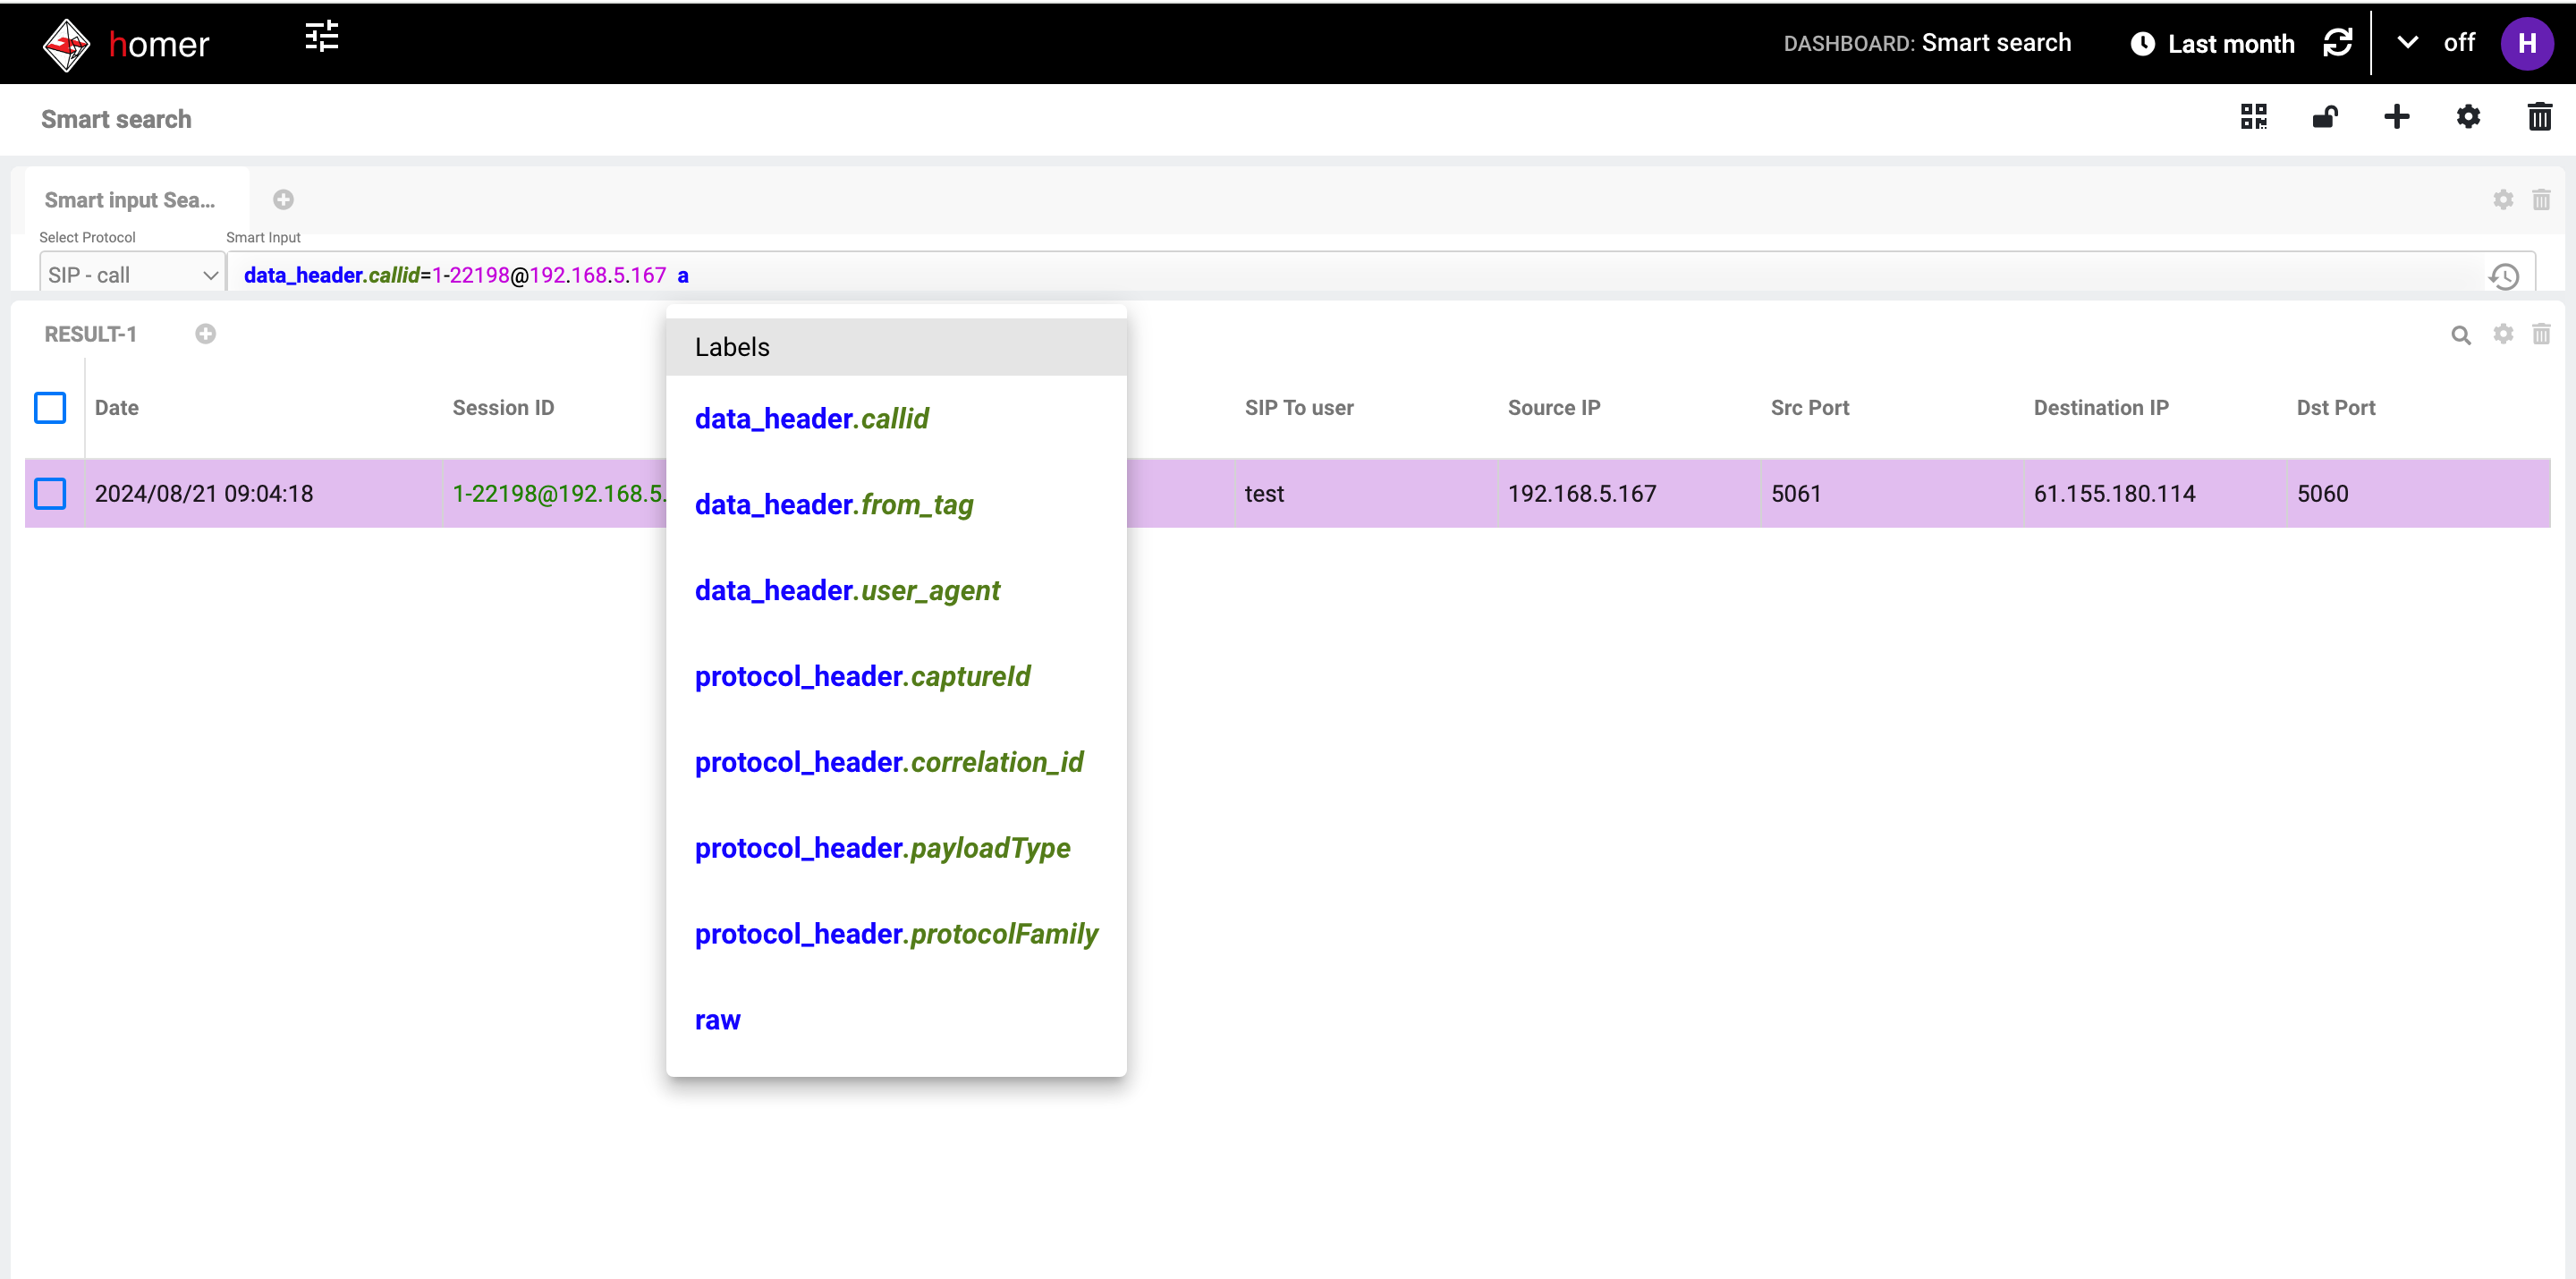 homer
DASHBOARD: Smart search
Last month
off
H
Smart search
Smart input Sea...
Select Protocol
Smart Input
SIP - call
data_header.callid=1-22198@192.168.5.167 a
RESULT-1
Labels
data_header.callid
data_header.from_tag
data_header.user_agent
protocol_header.captureId
protocol_header.correlation_id
protocol_header.payloadType
protocol_header.protocolFamily
raw
Date Session ID SIP To user Source IP Src Port Destination IP Dst Port
2024/08/21 09:04:18 1-22198@192.168.5. test 192.168.5.167 5061 61.155.180.114 5060